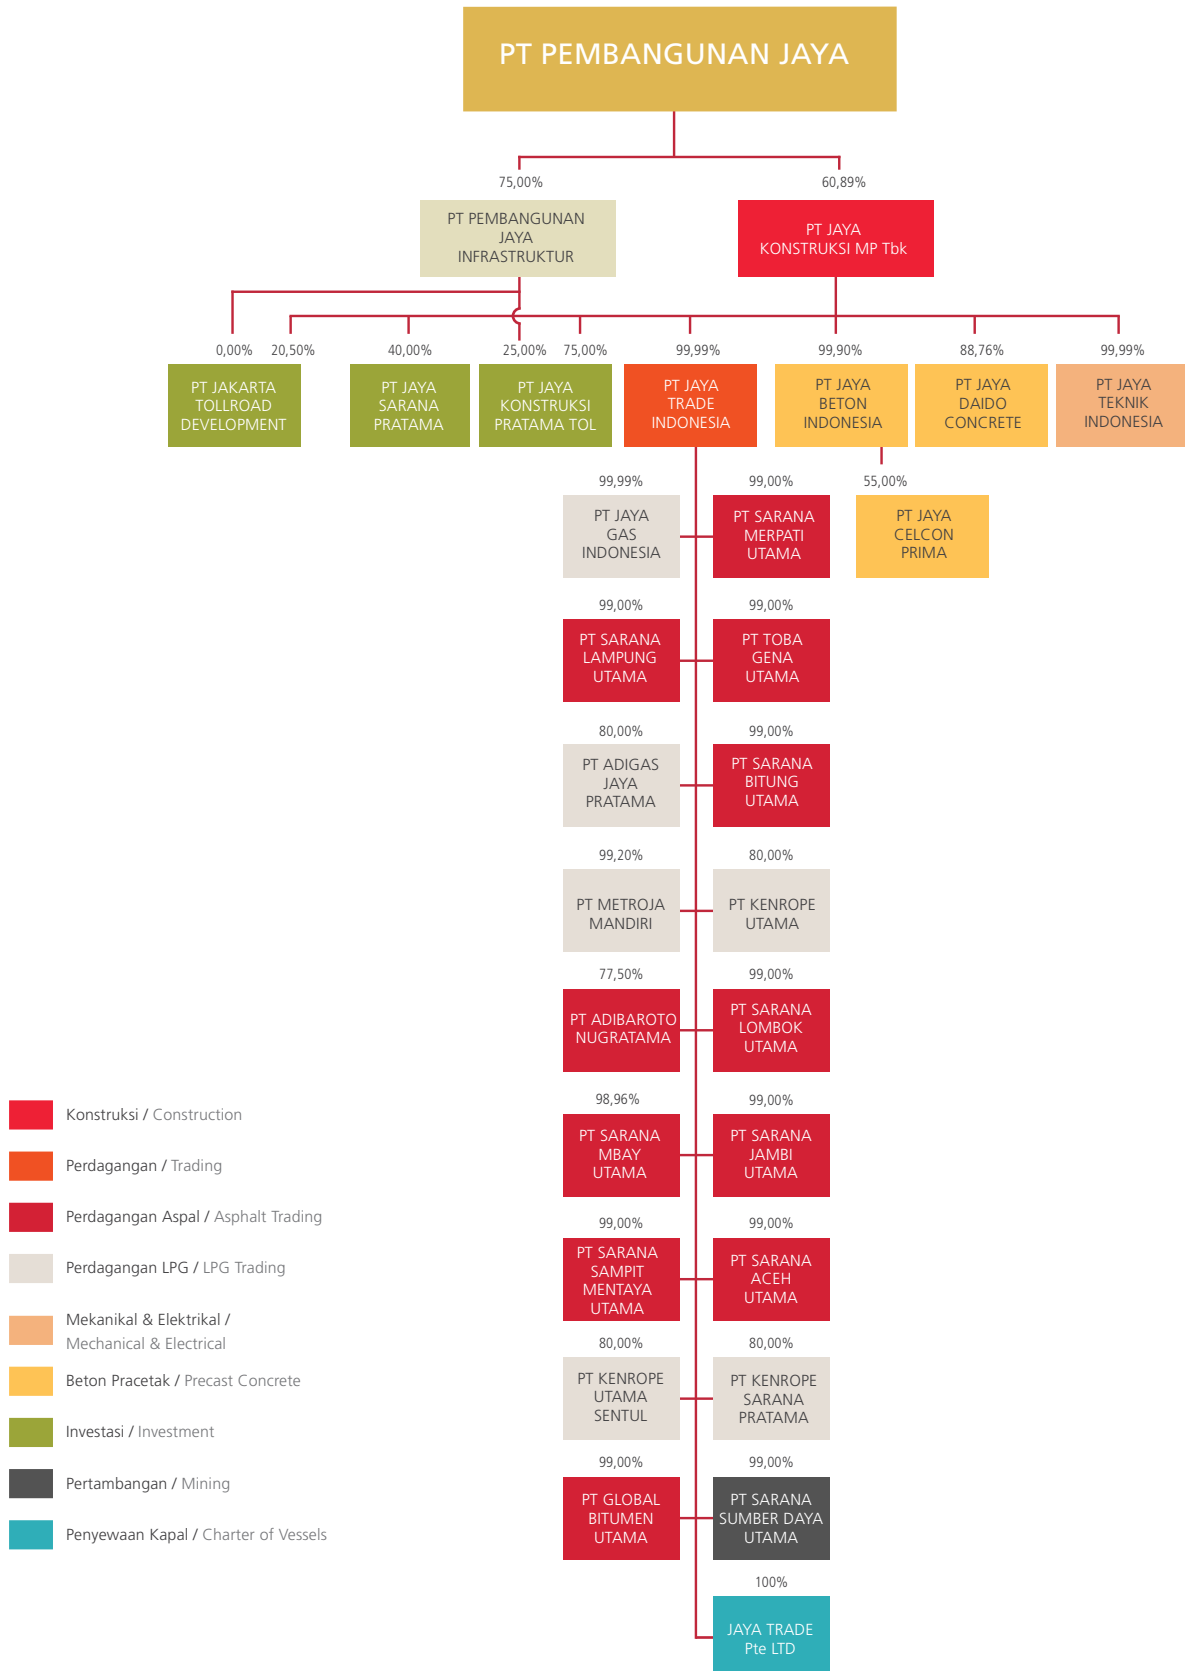 PT PEMBANGUNAN JAYA
75,00%
60,89%
PT PEMBANGUNAN
JAYA
INFRASTRUKTUR
PT JAYA
KONSTRUKSI MP Tbk
0,00%
20,50%
40,00%
25,00%
75,00%
99,99%
99,90%
88,76%
99,99%
PT JAKARTA
TOLLROAD
DEVELOPMENT
PT JAYA
SARANA
PRATAMA
PT JAYA
KONSTRUKSI
PRATAMA TOL
PT JAYA
TRADE
INDONESIA
PT JAYA
BETON
INDONESIA
PT JAYA
DAIDO
CONCRETE
PT JAYA
TEKNIK
INDONESIA
99,99%
99,00%
55,00%
PT JAYA
GAS
INDONESIA
PT SARANA
MERPATI
UTAMA
PT JAYA
CELCON
PRIMA
99,00%
99,00%
PT SARANA
LAMPUNG
UTAMA
PT TOBA
GENA
UTAMA
80,00%
99,00%
PT ADIGAS
JAYA
PRATAMA
PT SARANA
BITUNG
UTAMA
99,20%
80,00%
PT METROJA
MANDIRI
PT KENROPE
UTAMA
77,50%
99,00%
PT ADIBAROTO
NUGRATAMA
PT SARANA
LOMBOK
UTAMA
98,96%
99,00%
PT SARANA
MBAY
UTAMA
PT SARANA
JAMBI
UTAMA
99,00%
99,00%
PT SARANA
SAMPIT
MENTAYA
UTAMA
PT SARANA
ACEH
UTAMA
80,00%
80,00%
PT KENROPE
UTAMA
SENTUL
PT KENROPE
SARANA
PRATAMA
99,00%
99,00%
PT GLOBAL
BITUMEN
UTAMA
PT SARANA
SUMBER DAYA
UTAMA
100%
JAYA TRADE
Pte LTD
Konstruksi / Construction
Perdagangan / Trading
Perdagangan Aspal / Asphalt Trading
Perdagangan LPG / LPG Trading
Mekanikal & Elektrikal /
Mechanical & Electrical
Beton Pracetak / Precast Concrete
Investasi / Investment
Pertambangan / Mining
Penyewaan Kapal / Charter of Vessels